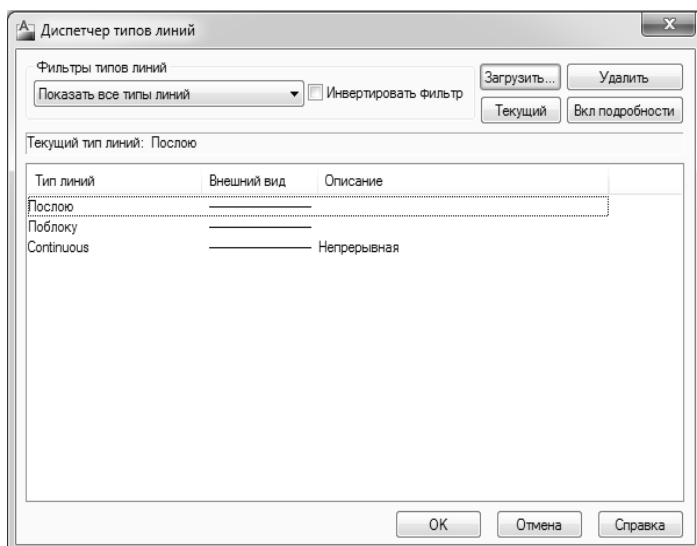 Диспетчер типов линий
Фильтры типов линий
Показать все типы линий
Инвертировать фильтр
Загрузить...
Удалить
Текущий
Вкл подробности
Текущий тип линий: Послою
Тип линий Внешний вид Описание
Послою
Поблоку
Continuous Непрерывная
OK Отмена Справка